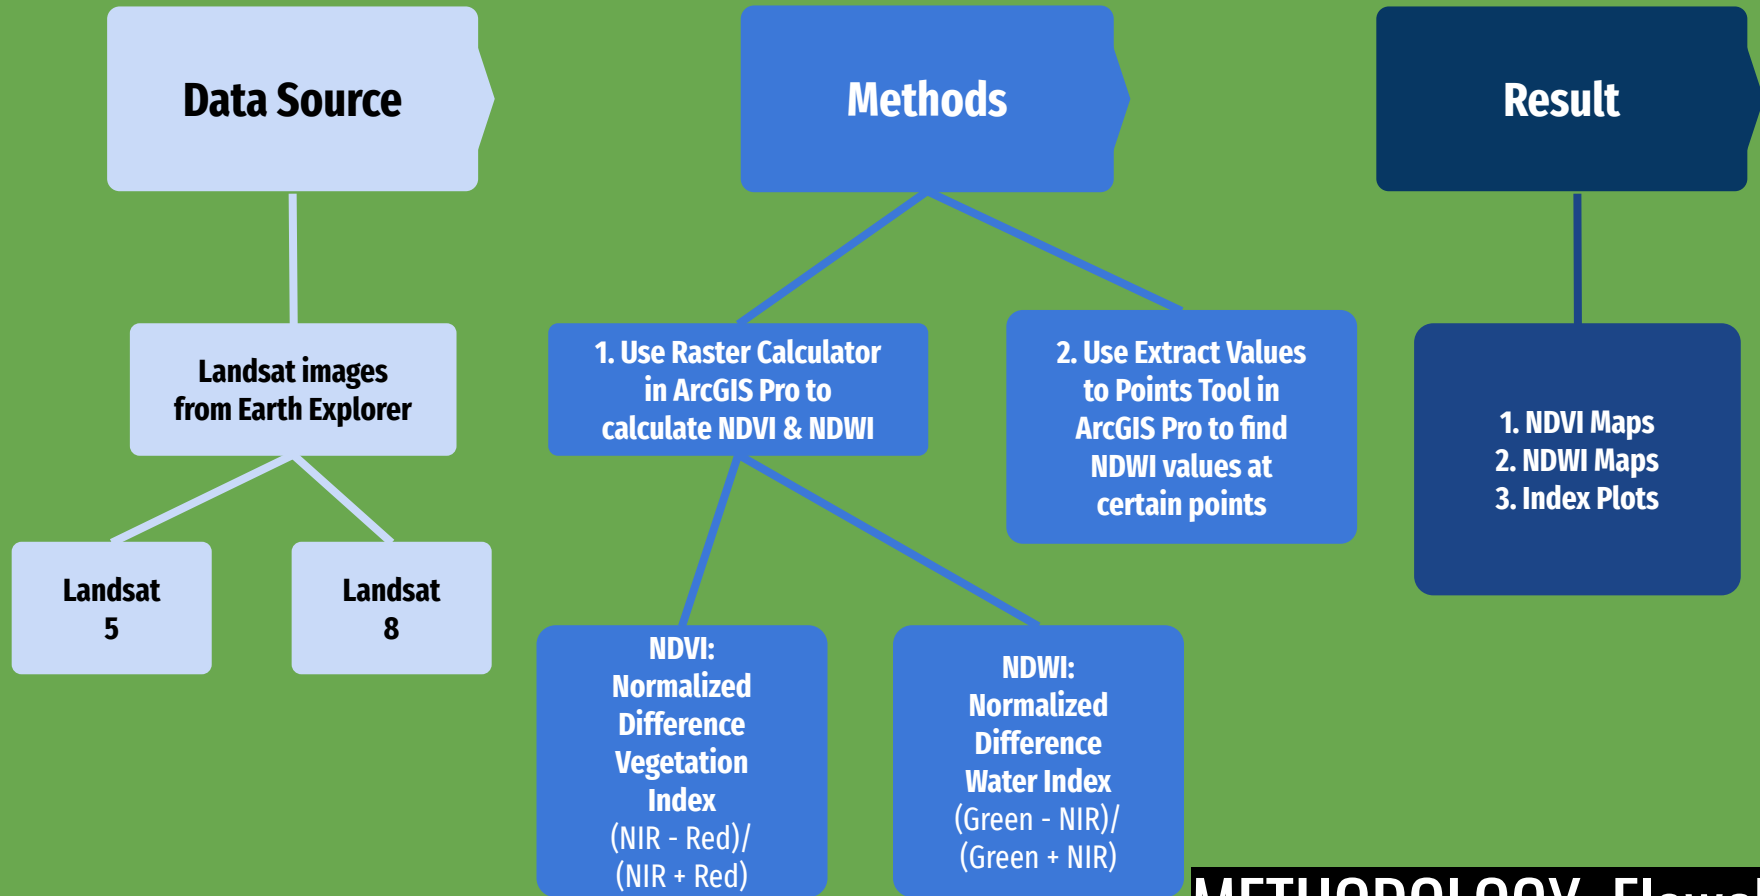 Data Source
Methods
Result
Landsat images
from Earth Explorer
Landsat
5
Landsat
8
1. Use Raster Calculator
in ArcGIS Pro to
calculate NDVI & NDWI
2. Use Extract Values
to Points Tool in
ArcGIS Pro to find
NDWI values at
certain points
NDVI:
Normalized
Difference
Vegetation
Index
(NIR - Red)/
(NIR + Red)
NDWI:
Normalized
Difference
Water Index
(Green - NIR)/
(Green + NIR)
1. NDVI Maps
2. NDWI Maps
3. Index Plots
METHODOLOGY